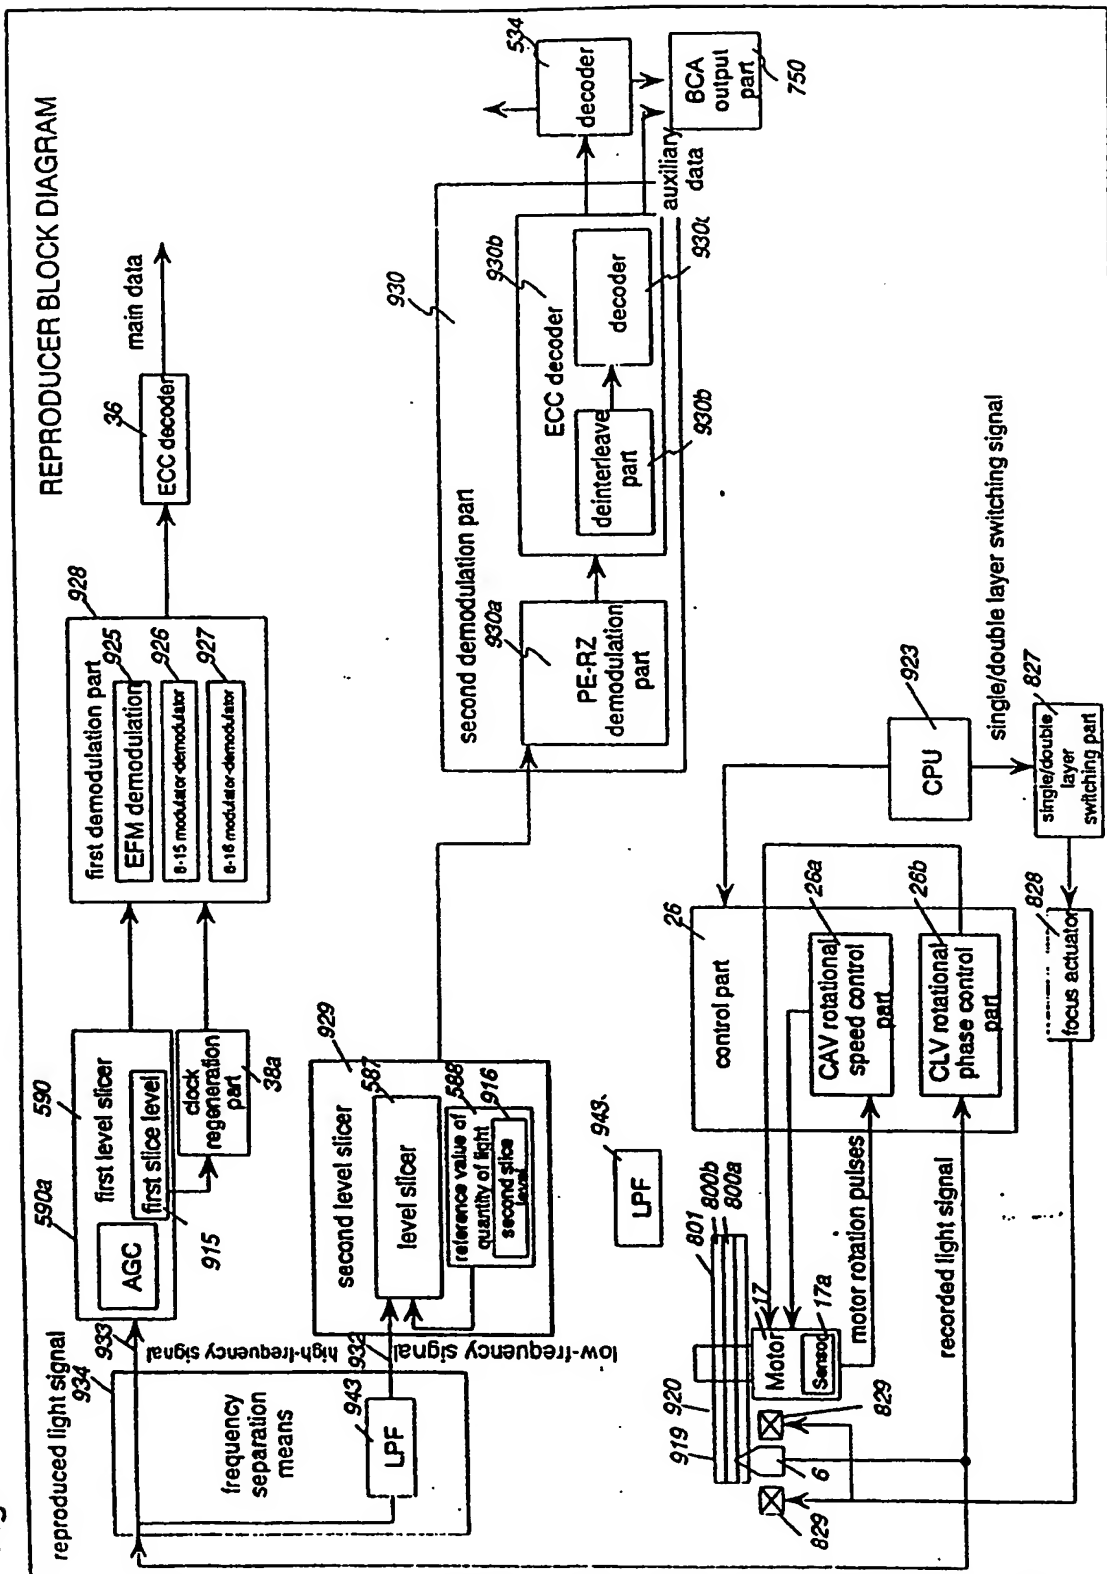 REPRODUCER BLOCK DIAGRAM
reproduced light signal
934
933
high-frequency signal
frequency
separation
means
943
LPF
932
low-frequency signal
590a
590
first level slicer
AGC
first slice level
915
clock
regeneration
part
38a
first demodulation part
928
EFM demodulation
925
8-15 modulator-demodulator
926
8-16 modulator-demodulator
927
36
ECC decoder
main data
second level slicer
929
level slicer
587
reference value of
quantity of light
588
second slice
level
916
second demodulation part
930
930a
PE-RZ
demodulation
part
ECC decoder
930b
deinterleave
part
930b
decoder
930c
auxiliary
data
534
decoder
BCA
output
part
750
943
LPF
919
920
801
800b
800a
Motor
17
Sensor
17a
829
829
6
motor rotation pulses
recorded light signal
26
control part
CAV rotational
speed control
part
26a
CLV rotational
phase control
part
26b
CPU
923
single/double layer switching signal
single/double
layer
switching part
827
focus actuator
828